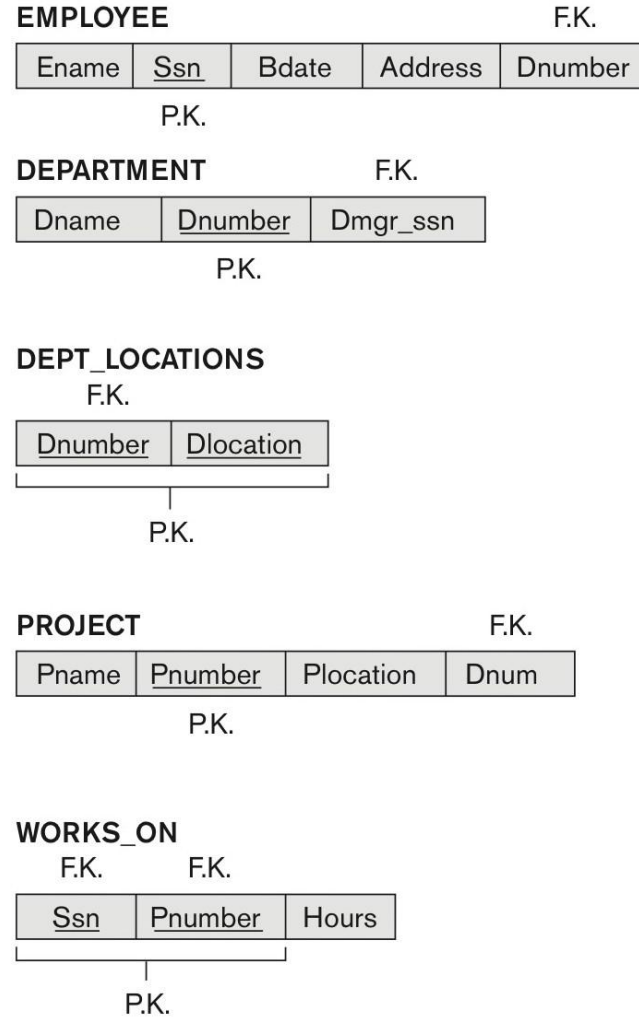 EMPLOYEE F.K.
Ename Ssn Bdate Address Dnumber
P.K.
DEPARTMENT F.K.
Dname Dnumber Dmgr_ssn
P.K.
DEPT_LOCATIONS
F.K.
Dnumber Dlocation
P.K.
PROJECT F.K.
Pname Pnumber Plocation Dnum
P.K.
WORKS_ON
F.K. F.K.
Ssn Pnumber Hours
P.K.